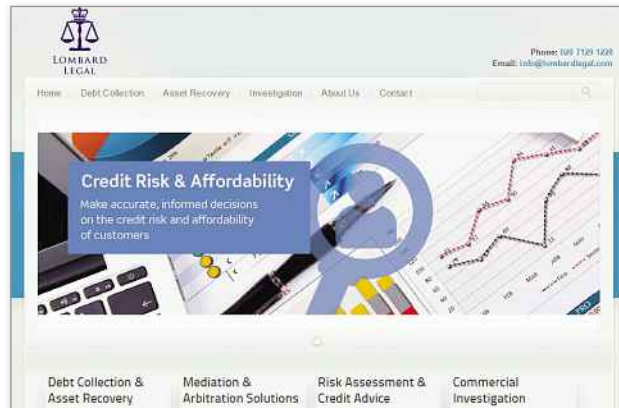 LOMBARD
LEGAL
Phone: 020 7129 1220
Email: info@lombardlegal.com
Home Debt Collection Asset Recovery Investigation About Us Contact
Credit Risk & Affordability
Make accurate, informed decisions
on the credit risk and affordability
of customers
Debt Collection &
Asset Recovery
Mediation &
Arbitration Solutions
Risk Assessment &
Credit Advice
Commercial
Investigation